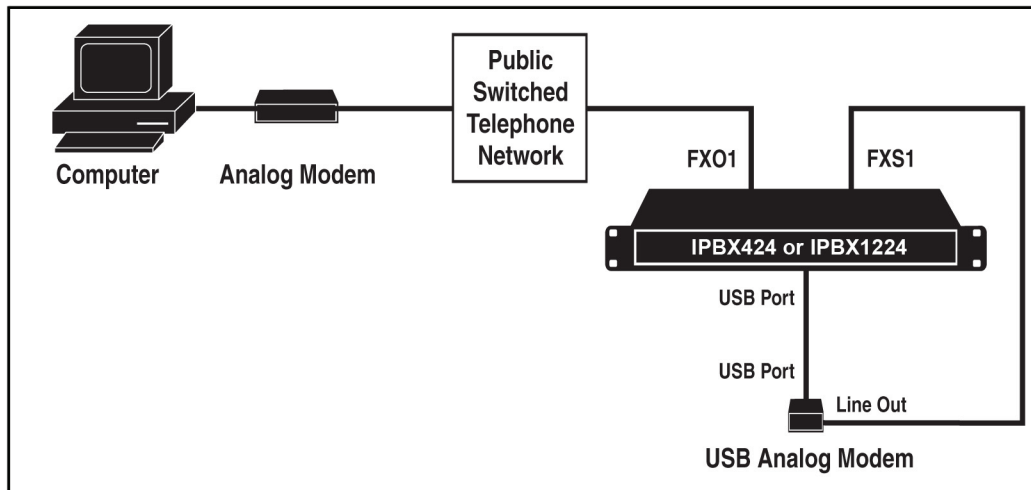 Public
Switched
Telephone
Network
Computer
Analog Modem
FXO1
FXS1
IPBX424 or IPBX1224
USB Port
USB Port
Line Out
USB Analog Modem